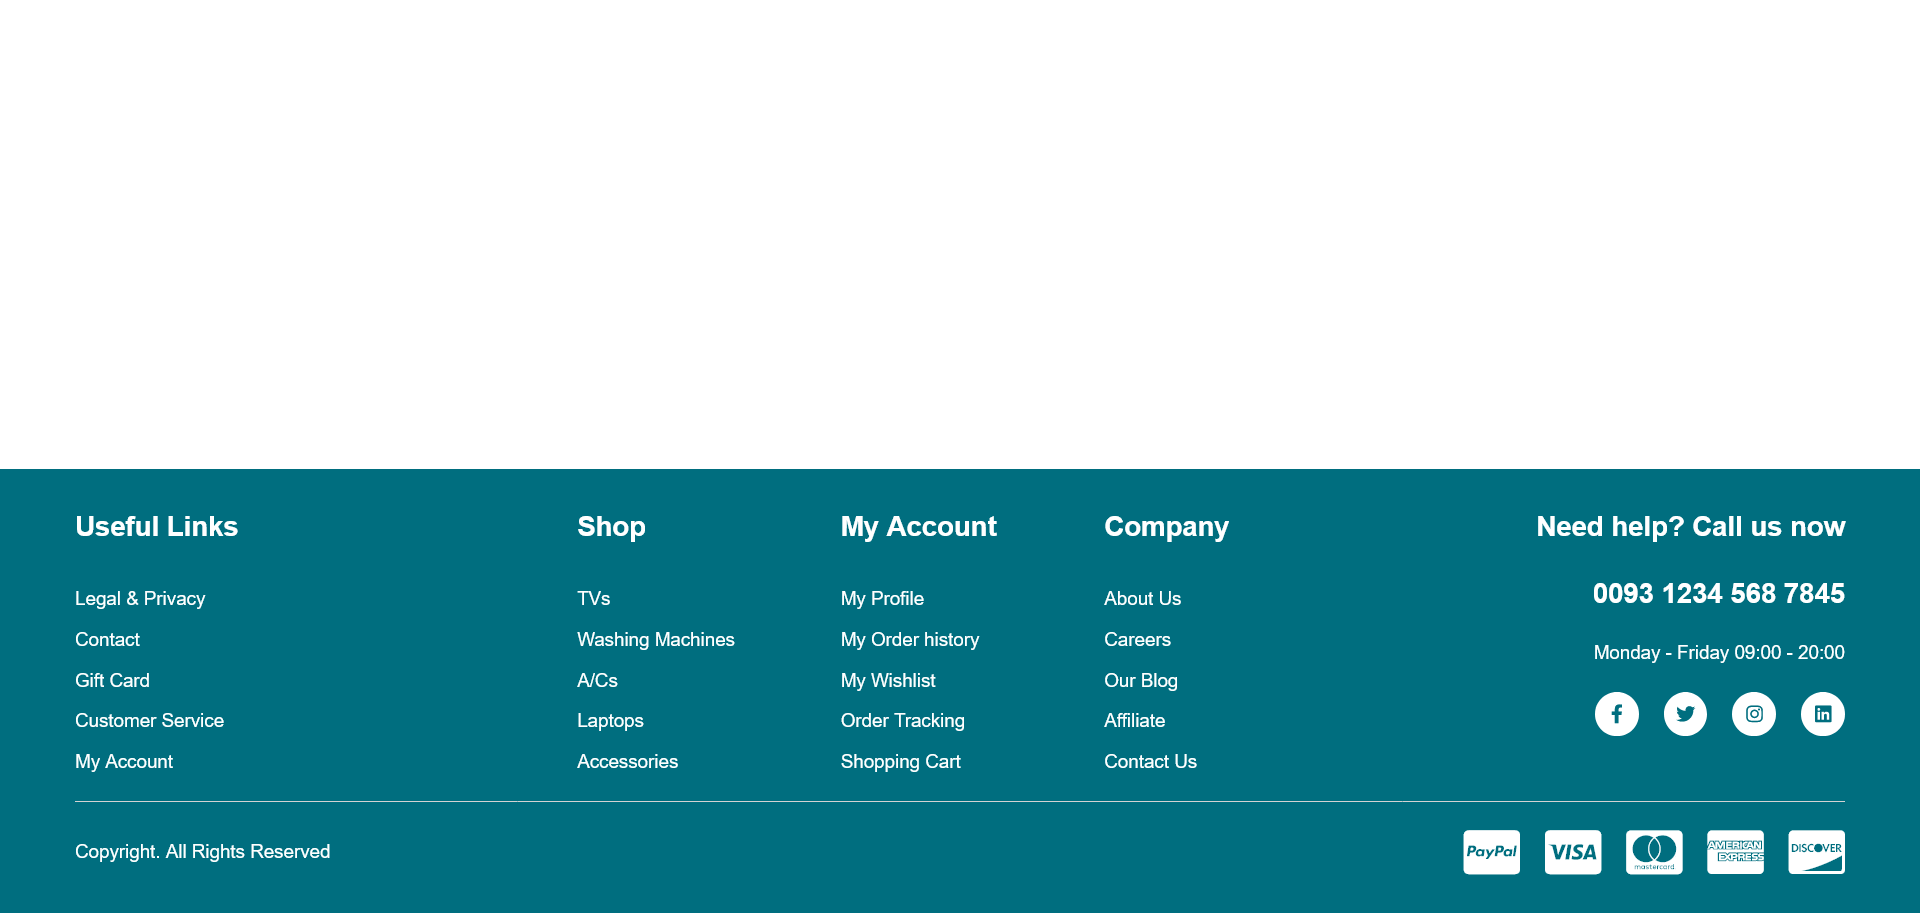 Useful Links
Legal & Privacy
Contact
Gift Card
Customer Service
My Account
Shop
TVs
Washing Machines
A/Cs
Laptops
Accessories
My Account
My Profile
My Order history
My Wishlist
Order Tracking
Shopping Cart
Company
About Us
Careers
Our Blog
Affiliate
Contact Us
Need help? Call us now
0093 1234 568 7845
Monday - Friday 09:00 - 20:00
Copyright. All Rights Reserved
PayPal
VISA
mastercard
AMERICAN
EXPRESS
DISCOVER